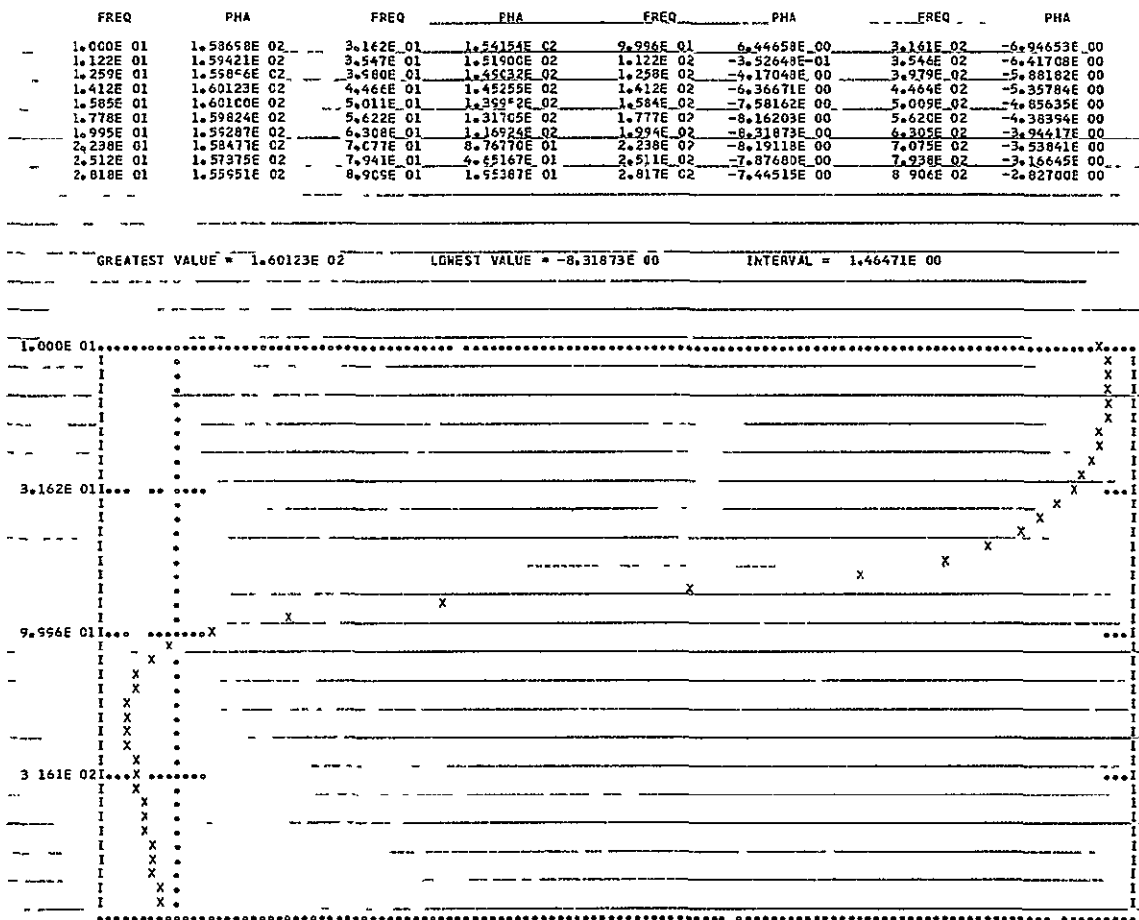 FREQ PHA FREQ PHA FREQ PHA FREQ PHA
1.000E 01 1.58658E 02 3.162E 01 1.54154E 02 9.996E 01 6.44658E 00 3.161E 02 -6.94653E 00
1.122E 01 1.59421E 02 3.547E 01 1.51900E 02 1.122E 02 -3.52648E-01 3.546E 02 -6.41708E 00
1.259E 01 1.59856E 02 3.980E 01 1.49032E 02 1.258E 02 -4.17048E 00 3.979E 02 -5.88182E 00
1.412E 01 1.60123E 02 4.466E 01 1.45255E 02 1.412E 02 -6.36671E 00 4.464E 02 -5.35784E 00
1.585E 01 1.60100E 02 5.011E 01 1.584E 02 -7.58162E 00 5.009E 02 -4.85635E 00
1.778E 01 1.59824E 02 5.622E 01 1.31705E 02 1.777E 02 -8.16203E 00 5.620E 02 -4.38394E 00
1.995E 01 1.59287E 02 6.308E 01 1.16924E 02 1.994E 02 -8.31873E 00 6.305E 02 -3.94417E 00
2.238E 01 1.58477E 02 7.077E 01 8.76770E 01 2.238E 02 -8.19118E 00 7.075E 02 -3.53841E 00
2.512E 01 1.57375E 02 7.941E 01 4.65167E 01 2.511E 02 -7.87680E 00 7.938E 02 -3.16645E 00
2.818E 01 1.55951E 02 8.909E 01 1.95387E 01 2.817E 02 -7.44515E 00 8 906E 02 -2.82700E 00
GREATEST VALUE = 1.60123E 02 LOWEST VALUE = -8.31873E 00 INTERVAL = 1.46471E 00
1.000E 01
3.162E 01
9.996E 01
3 161E 02